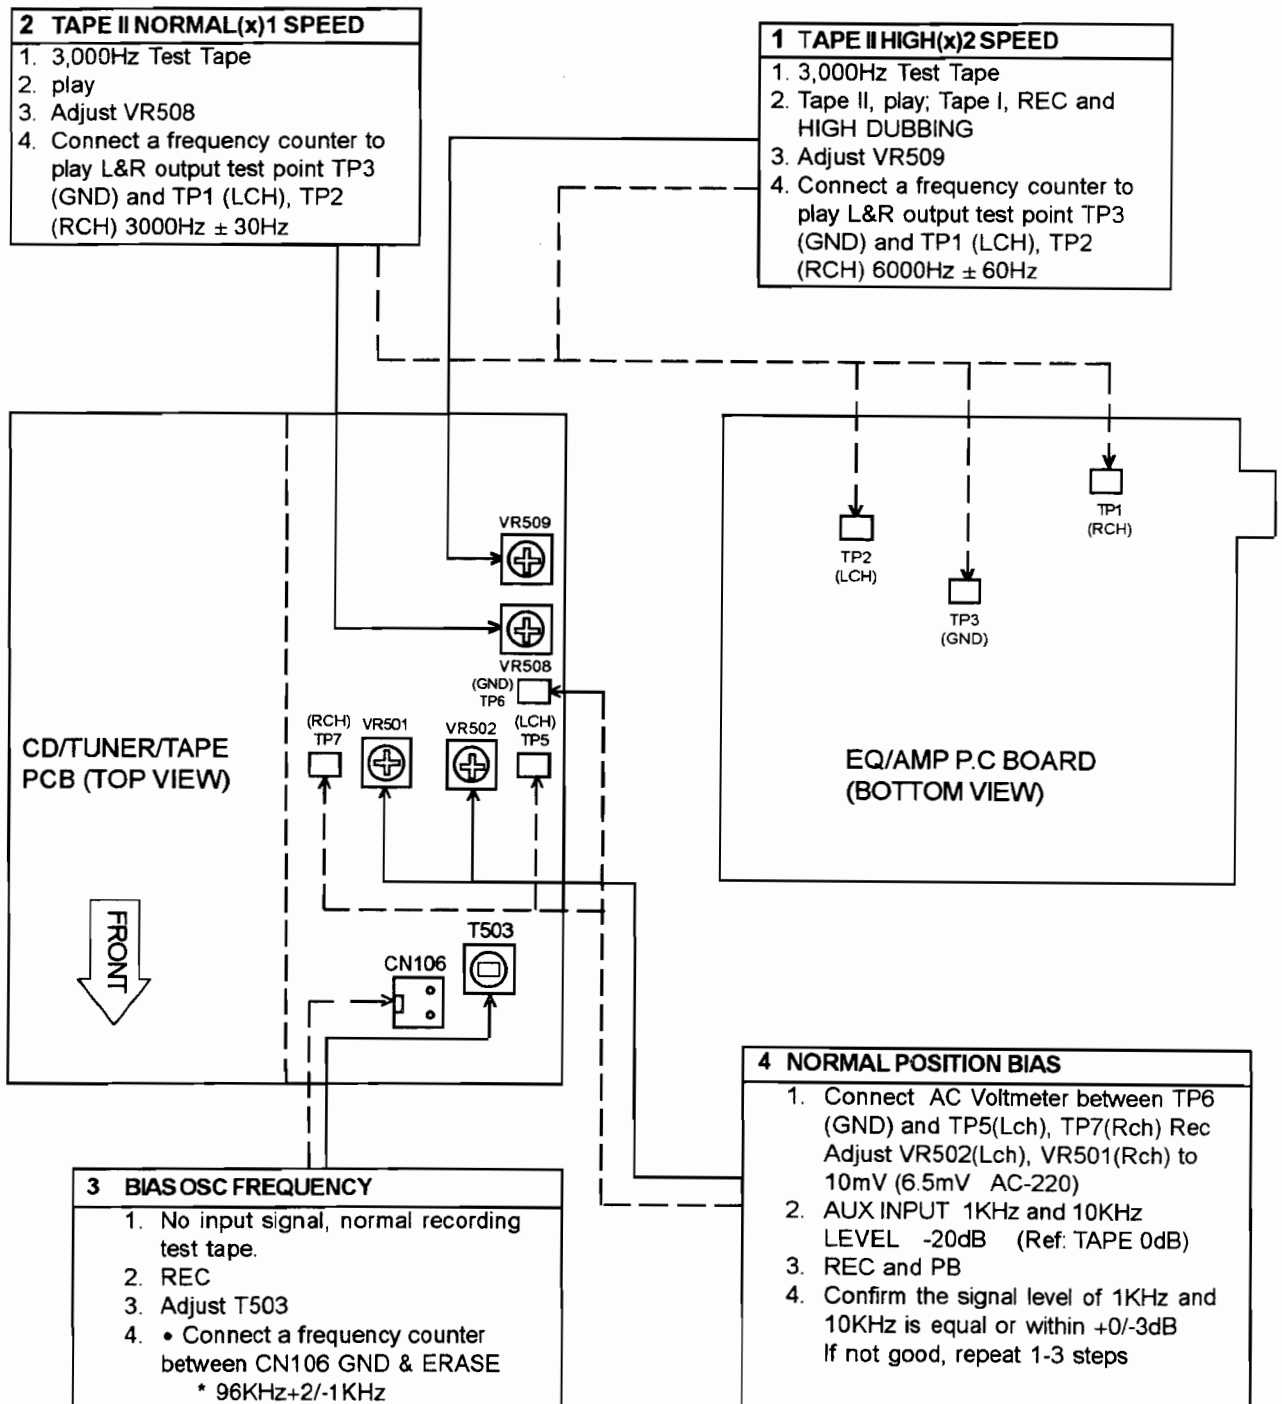 2 TAPE II NORMAL(x)1 SPEED
1. 3,000Hz Test Tape
2. play
3. Adjust VR508
4. Connect a frequency counter to
play L&R output test point TP3
(GND) and TP1 (LCH), TP2
(RCH) 3000Hz ± 30Hz
1 TAPE II HIGH(x)2 SPEED
1. 3,000Hz Test Tape
2. Tape II, play; Tape I, REC and
HIGH DUBBING
3. Adjust VR509
4. Connect a frequency counter to
play L&R output test point TP3
(GND) and TP1 (LCH), TP2
(RCH) 6000Hz ± 60Hz
VR509
VR508
(GND)
TP6
(RCH)
TP7
VR501
VR502
(LCH)
TP5
CD/TUNER/TAPE
PCB (TOP VIEW)
FRONT
T503
CN106
TP1
(RCH)
TP2
(LCH)
TP3
(GND)
EQ/AMP P.C BOARD
(BOTTOM VIEW)
3 BIAS OSC FREQUENCY
1. No input signal, normal recording
test tape.
2. REC
3. Adjust T503
4. • Connect a frequency counter
between CN106 GND & ERASE
* 96KHz+2/-1KHz
4 NORMAL POSITION BIAS
1. Connect AC Voltmeter between TP6
(GND) and TP5(Lch), TP7(Rch) Rec
Adjust VR502(Lch), VR501(Rch) to
10mV (6.5mV AC-220)
2. AUX INPUT 1KHz and 10KHz
LEVEL -20dB (Ref: TAPE 0dB)
3. REC and PB
4. Confirm the signal level of 1KHz and
10KHz is equal or within +0/-3dB
If not good, repeat 1-3 steps